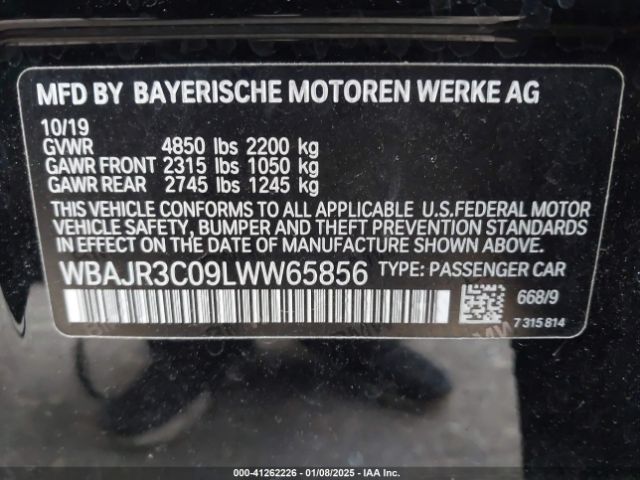 MFD BY BAYERISCHE MOTOREN WERKE AG
10/19
GVWR 4850 lbs 2200 kg
GAWR FRONT 2315 lbs 1050 kg
GAWR REAR 2745 lbs 1245 kg
THIS VEHICLE CONFORMS TO ALL APPLICABLE U.S.FEDERAL MOTOR
VEHICLE SAFETY, BUMPER AND THEFT PREVENTION STANDARDS
IN EFFECT ON THE DATE OF MANUFACTURE SHOWN ABOVE.
WBAJR3C09LWW65856 TYPE: PASSENGER CAR
668/9
7 315 814
000-41262226 - 01/08/2025 - IAA Inc.